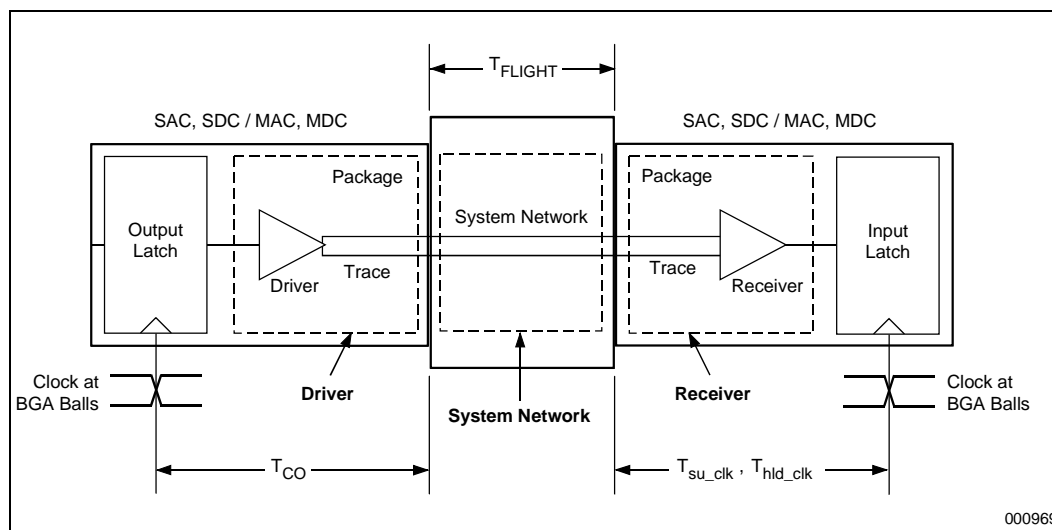 T_FLIGHT
SAC, SDC / MAC, MDC
SAC, SDC / MAC, MDC
Package
Package
Output
Latch
System Network
Input
Latch
Trace
Trace
Driver
Receiver
Clock at
BGA Balls
Driver
System Network
Receiver
Clock at
BGA Balls
T_CO
T_su_clk , T_hld_clk
000969